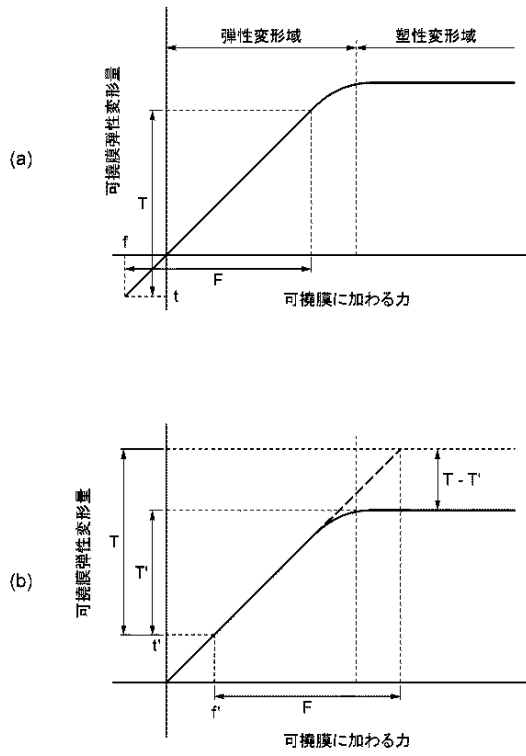 (a)
弾性変形域
塑性変形域
可撓膜弾性変形量
T
f
F
t
可撓膜に加わる力
(b)
可撓膜弾性変形量
T
T'
T - T'
t'
f'
F
可撓膜に加わる力